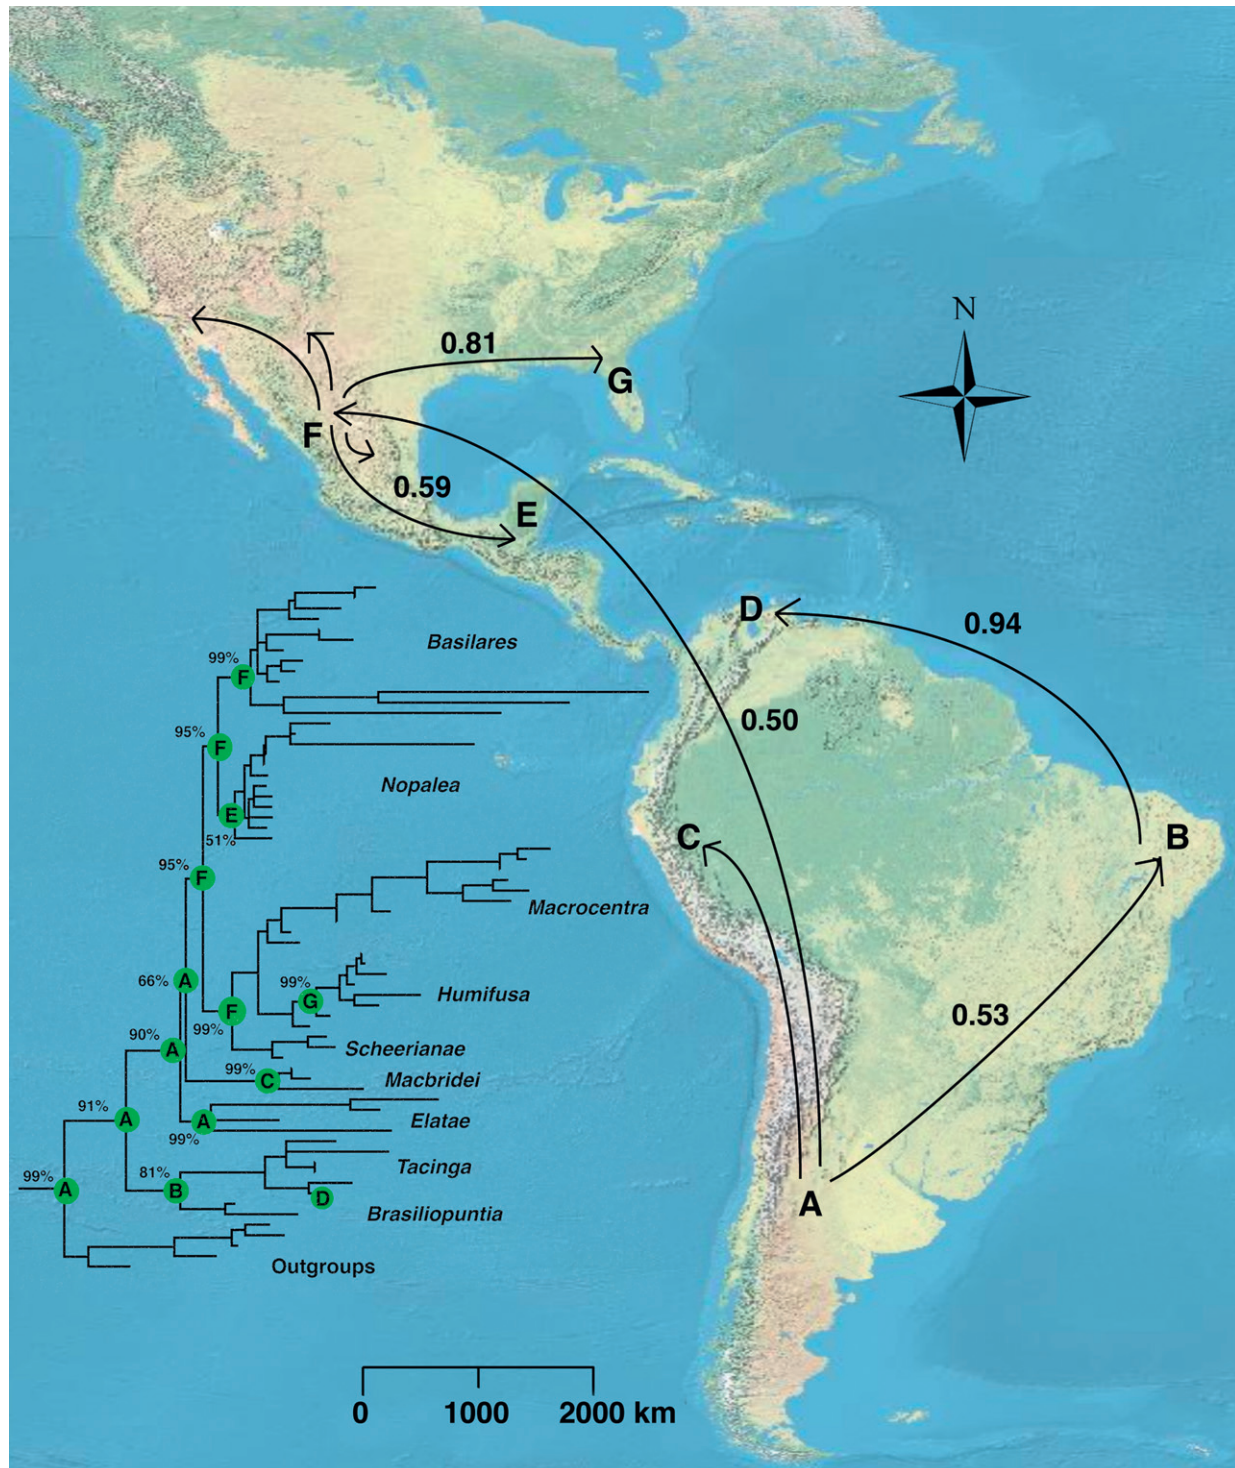 N
0.81
G
F
0.59
E
D
0.94
0.50
C
B
0.53
A
99%
F
Basilares
95%
F
Nopalea
E
51%
95%
F
Macrocentra
66%
A
99%
G
Humifusa
F
99%
Scheerianae
90%
A
99%
C
Macbridei
91%
A
A
99%
Elatae
81%
B
Tacinga
99%
A
D
Brasiliopuntia
Outgroups
0 1000 2000 km